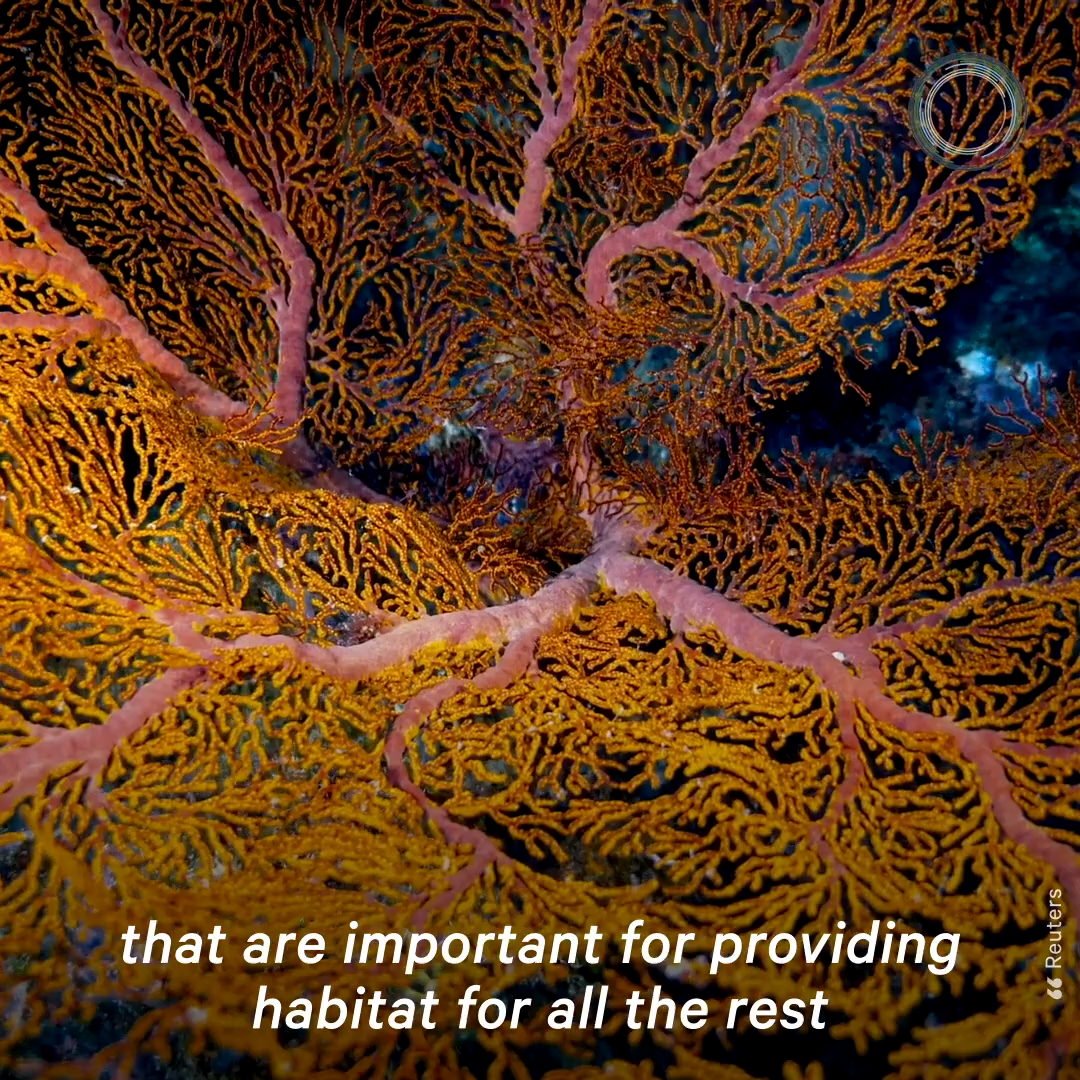 that are important for providing
habitat for all the rest
Reuters